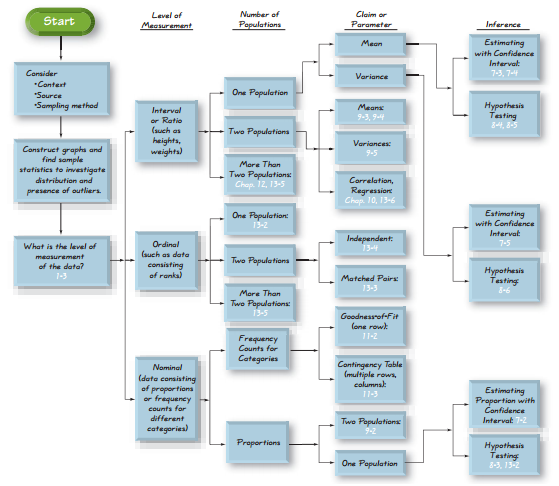 Start
Level of
Measurement
Number of
Populations
Claim or
Parameter
Inference
Consider
•Context
•Source
•Sampling method
Construct graphs and
find sample
statistics to investigate
distribution and
presence of outliers.
What is the level of
measurement
of the data?
1-3
Interval
or Ratio
(such as
heights,
weights)
Ordinal
(such as data
consisting
of ranks)
Nominal
(data consisting
of proportions
or frequency
counts for
different
categories)
One Population
Two Populations
More Than
Two Populations:
Chap. 12, 13-5
One Population:
13-2
Two Populations
More Than
Two Populations:
13-5
Frequency
Counts for
Categories
Proportions
Mean
Variance
Means:
9-3, 9-4
Variances:
9-5
Correlation,
Regression:
Chap. 10, 13-6
Independent:
13-4
Matched Pairs:
13-3
Goodness-of-Fit
(one row):
11-2
Contingency Table
(multiple rows,
columns):
11-3
Two Populations:
9-2
One Population
Estimating
with Confidence
Interval:
7-3, 7-4
Hypothesis
Testing
8-4, 8-5
Estimating
with Confidence
Interval:
7-5
Hypothesis
Testing:
8-6
Estimating
Proportion with
Confidence
Interval: 7-2
Hypothesis
Testing:
8-3, 13-2